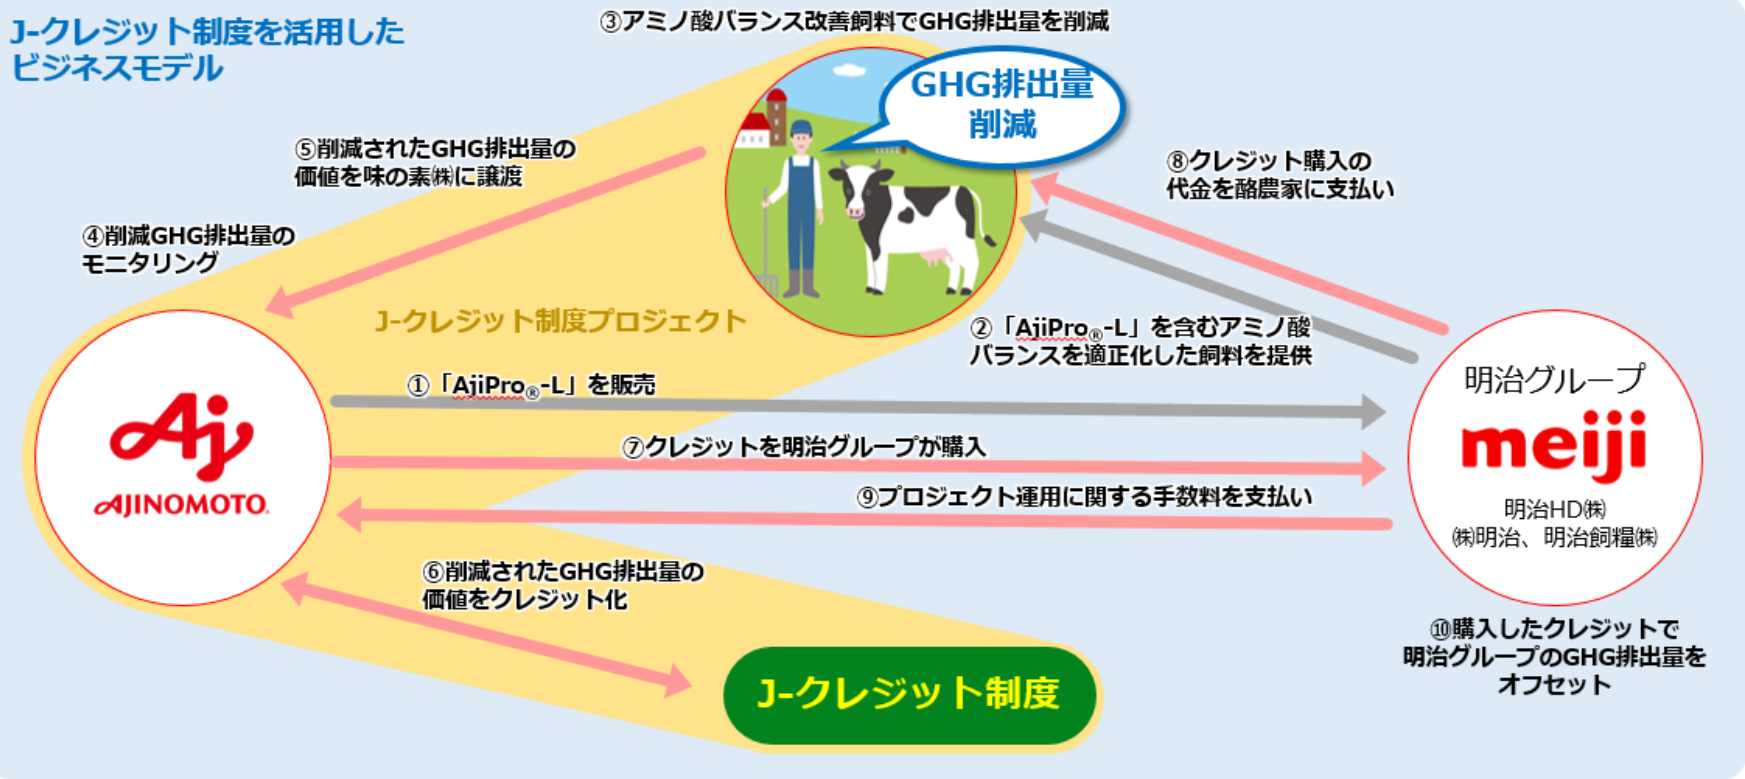 J-クレジット制度を活用した
ビジネスモデル
③アミノ酸バランス改善飼料でGHG排出量を削減
GHG排出量
削減
⑤削減されたGHG排出量の
価値を味の素㈱に譲渡
⑧クレジット購入の
代金を酪農家に支払い
④削減GHG排出量の
モニタリング
J-クレジット制度プロジェクト
②「AjiPro®-L」を含むアミノ酸
バランスを適正化した飼料を提供
①「AjiPro®-L」を販売
明治グループ
meiji
明治HD㈱
㈱明治、明治飼糧㈱
Aj
AJINOMOTO.
⑦クレジットを明治グループが購入
⑨プロジェクト運用に関する手数料を支払い
⑥削減されたGHG排出量の
価値をクレジット化
⑩購入したクレジットで
明治グループのGHG排出量を
オフセット
J-クレジット制度